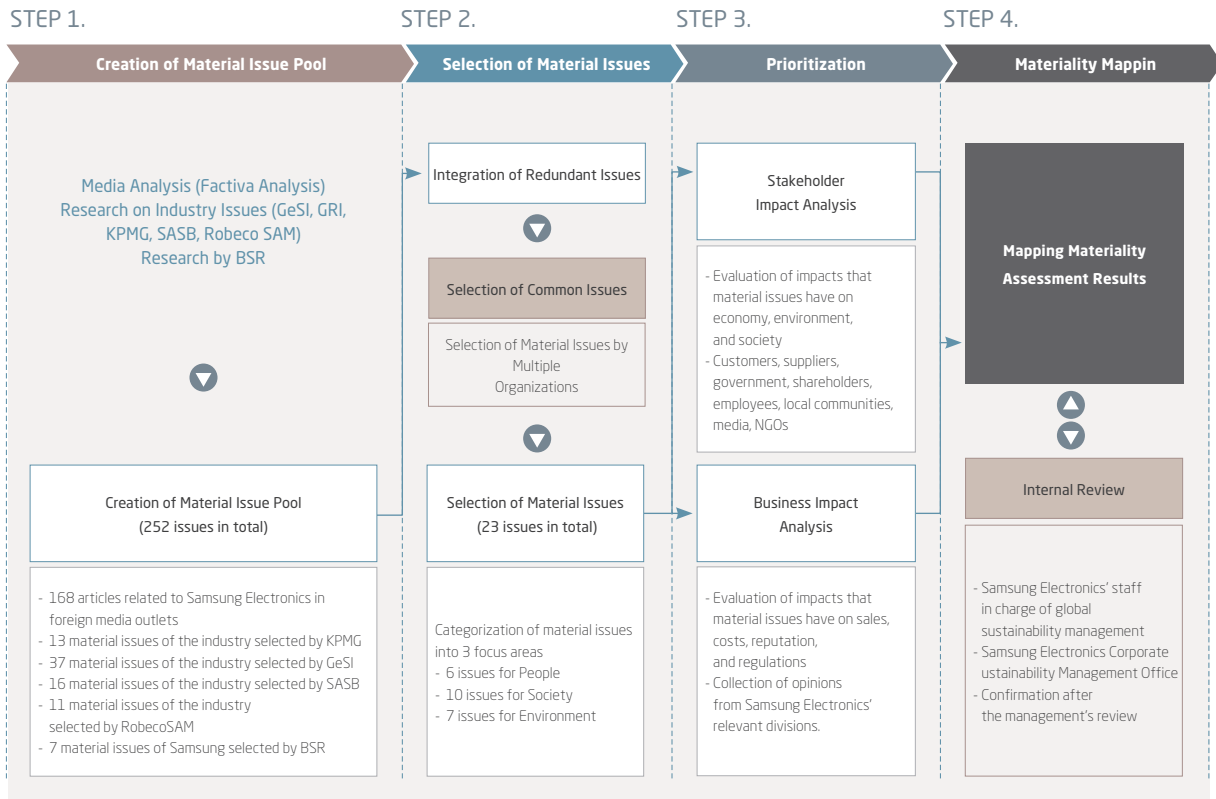 STEP 1.
Creation of Material Issue Pool
Media Analysis (Factiva Analysis)
Research on Industry Issues (GeSI, GRI,
KPMG, SASB, Robeco SAM)
Research by BSR
Creation of Material Issue Pool
(252 issues in total)
- 168 articles related to Samsung Electronics in
foreign media outlets
- 13 material issues of the industry selected by KPMG
- 37 material issues of the industry selected by GeSI
- 16 material issues of the industry selected by SASB
- 11 material issues of the industry
selected by RobecoSAM
- 7 material issues of Samsung selected by BSR
STEP 2.
Selection of Material Issues
Integration of Redundant Issues
Selection of Common Issues
Selection of Material Issues by
Multiple
Organizations
Selection of Material Issues
(23 issues in total)
Categorization of material issues
into 3 focus areas
- 6 issues for People
- 10 issues for Society
- 7 issues for Environment
STEP 3.
Prioritization
Stakeholder
Impact Analysis
- Evaluation of impacts that
material issues have on
economy, environment,
and society
- Customers, suppliers,
government, shareholders,
employees, local communities,
media, NGOs
Business Impact
Analysis
- Evaluation of impacts that
material issues have on sales,
costs, reputation,
and regulations
- Collection of opinions
from Samsung Electronics'
relevant divisions.
STEP 4.
Materiality Mappin
Mapping Materiality
Assessment Results
Internal Review
- Samsung Electronics' staff
in charge of global
sustainability management
- Samsung Electronics Corporate
ustainability Management Office
- Confirmation after
the management's review